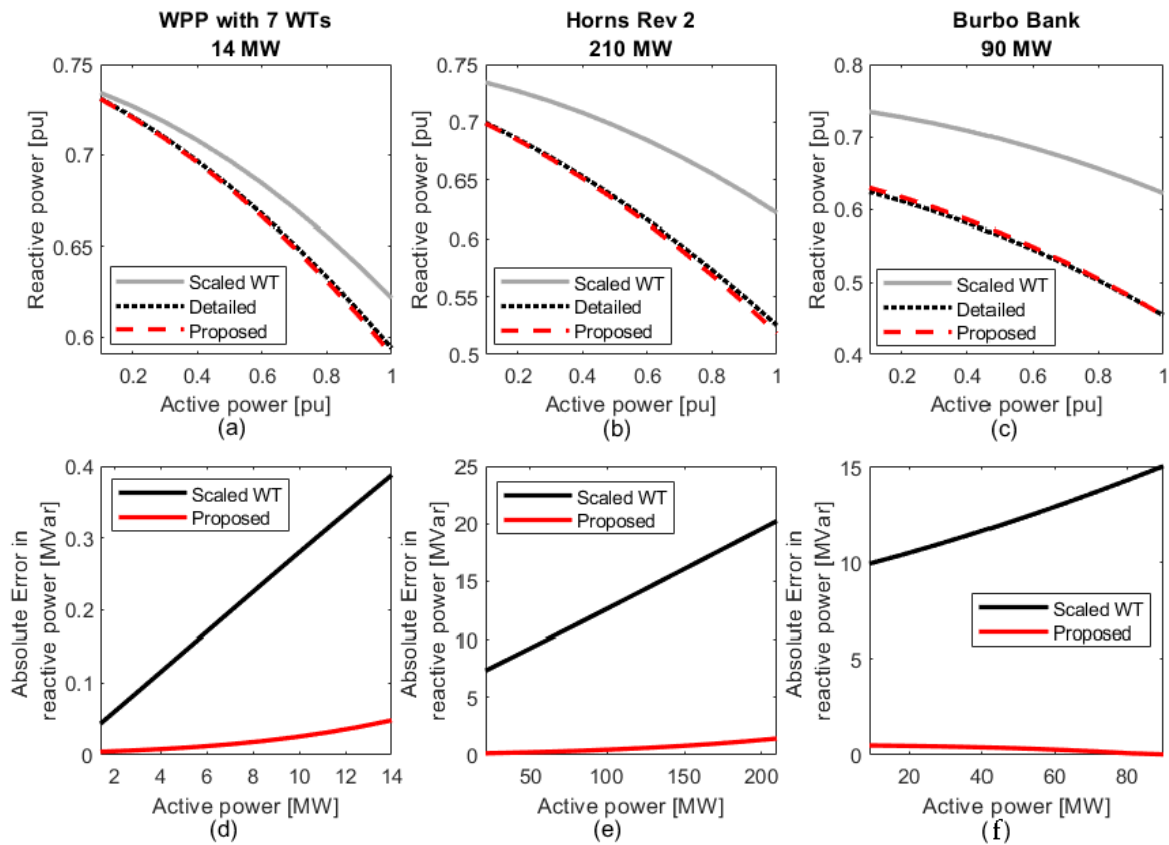 WPP with 7 WTs
14 MW
0.75
0.7
0.65
0.6
Reactive power [pu]
Scaled WT
Detailed
Proposed
0.2 0.4 0.6 0.8 1
Active power [pu]
(a)
Horns Rev 2
210 MW
0.75
0.7
0.65
0.6
0.55
0.5
Reactive power [pu]
Scaled WT
Detailed
Proposed
0.2 0.4 0.6 0.8 1
Active power [pu]
(b)
Burbo Bank
90 MW
0.8
0.7
0.6
0.5
0.4
Reactive power [pu]
Scaled WT
Detailed
Proposed
0.2 0.4 0.6 0.8 1
Active power [pu]
(c)
0.4
0.3
0.2
0.1
0
Absolute Error in
reactive power [MVar]
Scaled WT
Proposed
2 4 6 8 10 12 14
Active power [MW]
(d)
25
20
15
10
5
0
Absolute Error in
reactive power [MVar]
Scaled WT
Proposed
50 100 150 200
Active power [MW]
(e)
15
10
5
0
Absolute Error in
reactive power [MVar]
Scaled WT
Proposed
20 40 60 80
Active power [MW]
(f)